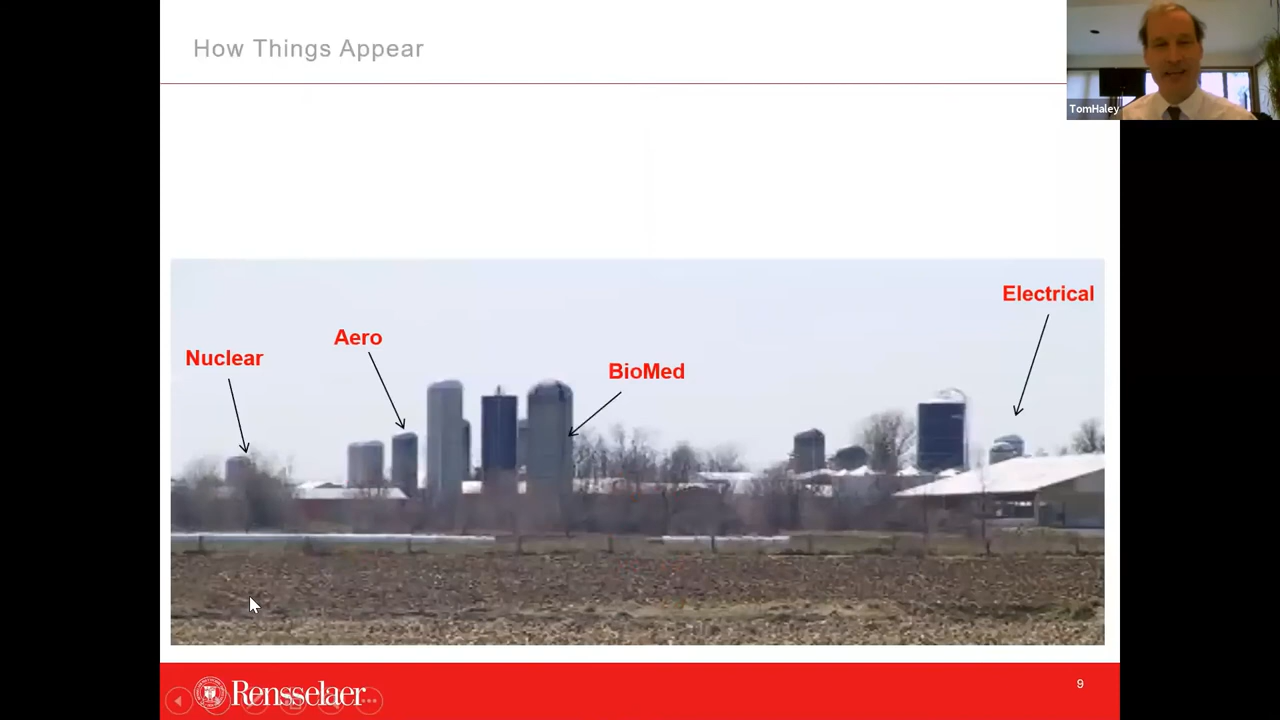 How Things Appear
TomHaley
Electrical
Aero
Nuclear
BioMed
Rensselaer
9